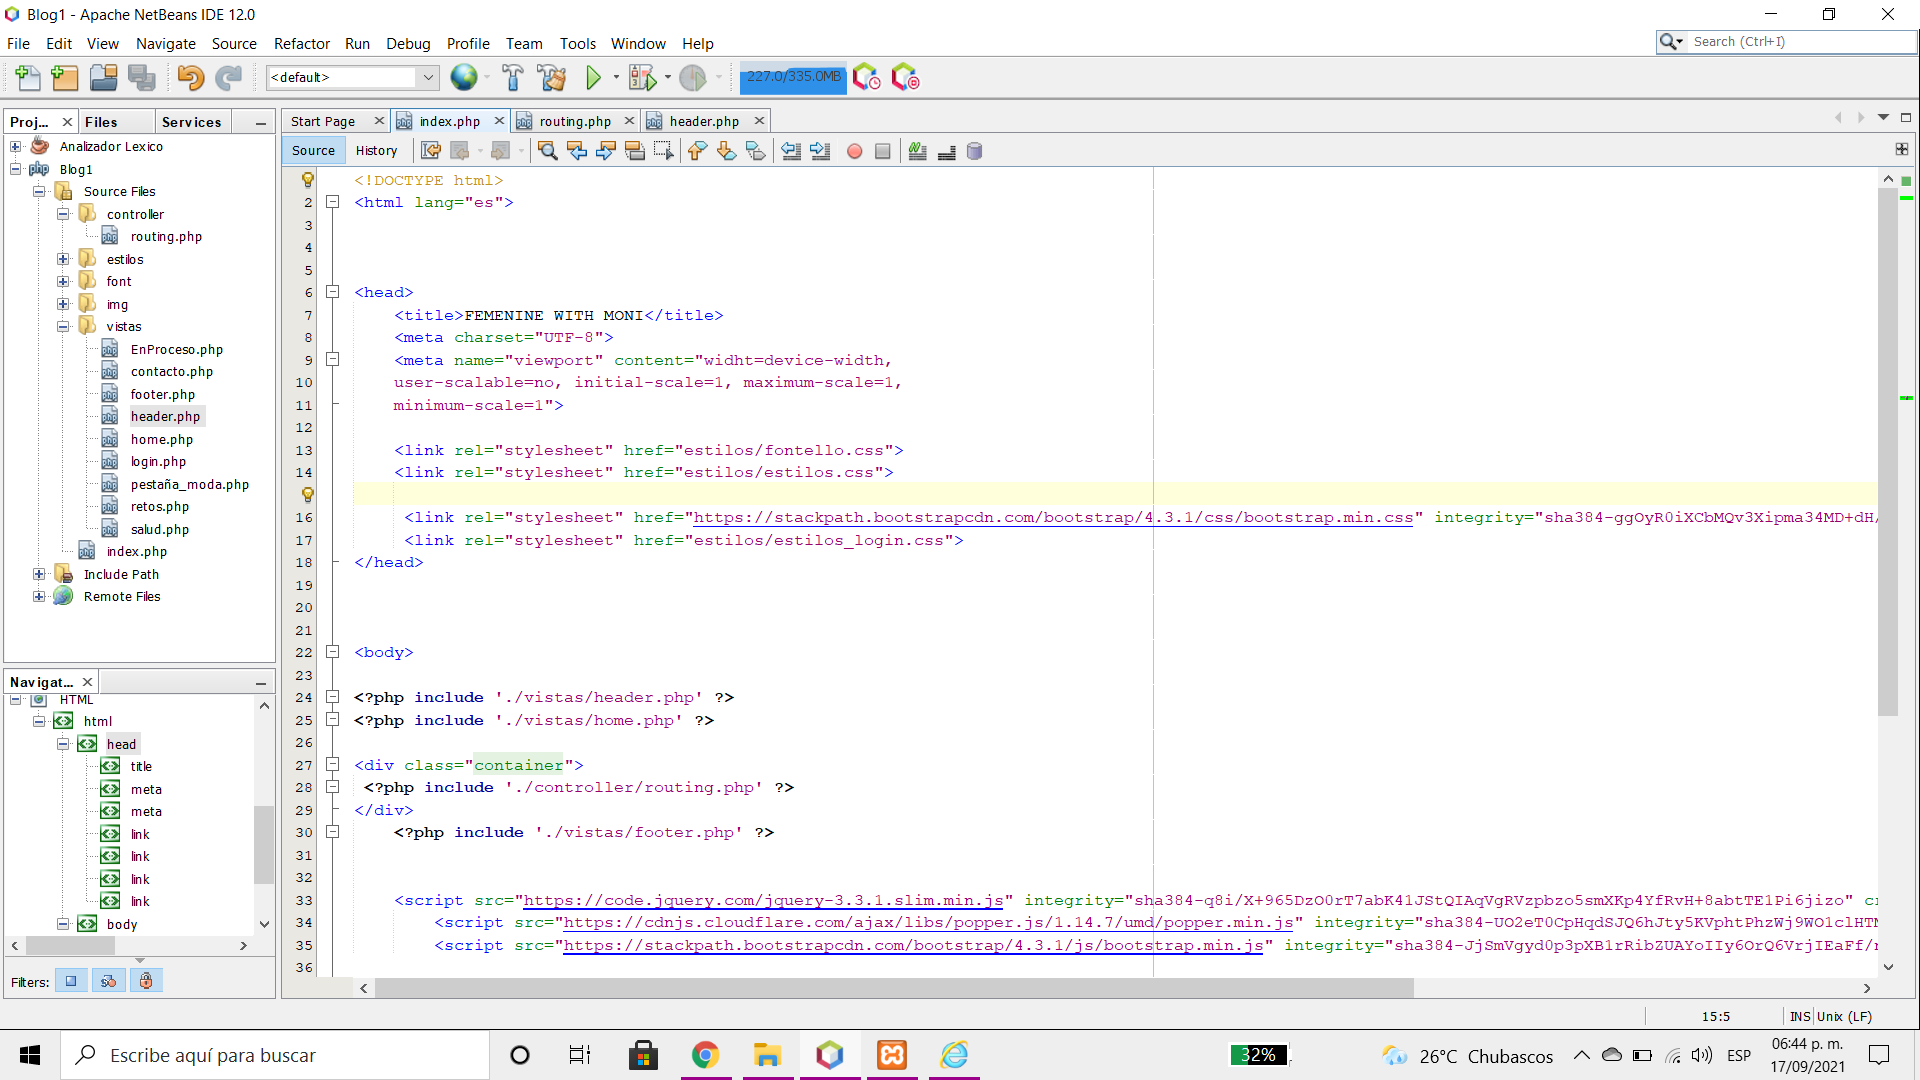 Blog1 - Apache NetBeans IDE 12.0
File Edit View Navigate Source Refactor Run Debug Profile Team Tools Window Help
Search (Ctrl+I)
<default>
227.0/335.0MB
Proj... Files Services
Start Page index.php routing.php header.php
Source History
Analizador Lexico
Blog1
Source Files
controller
routing.php
estilos
font
img
vistas
EnProceso.php
contacto.php
footer.php
header.php
home.php
login.php
pestaña_moda.php
retos.php
salud.php
index.php
Include Path
Remote Files
Navigat...
HTML
html
head
title
meta
meta
link
link
link
link
body
Filters:
<!DOCTYPE html>
2 <html lang="es">
3
4
5
6 <head>
7 <title>FEMENINE WITH MONI</title>
8 <meta charset="UTF-8">
9 <meta name="viewport" content="widht=device-width,
10 user-scalable=no, initial-scale=1, maximum-scale=1,
11 minimum-scale=1">
12
13 <link rel="stylesheet" href="estilos/fontello.css">
14 <link rel="stylesheet" href="estilos/estilos.css">
16 <link rel="stylesheet" href="https://stackpath.bootstrapcdn.com/bootstrap/4.3.1/css/bootstrap.min.css" integrity="sha384-ggOyR0iXCbMQv3Xipma34MD+dH/
17 <link rel="stylesheet" href="estilos/estilos_login.css">
18 </head>
19
20
21
22 <body>
23
24 <?php include './vistas/header.php' ?>
25 <?php include './vistas/home.php' ?>
26
27 <div class="container">
28 <?php include './controller/routing.php' ?>
29 </div>
30 <?php include './vistas/footer.php' ?>
31
32
33 <script src="https://code.jquery.com/jquery-3.3.1.slim.min.js" integrity="sha384-q8i/X+965DzO0rT7abK41JStQIAqVgRVzpbzo5smXKp4YfRvH+8abtTE1Pi6jizo" c
34 <script src="https://cdnjs.cloudflare.com/ajax/libs/popper.js/1.14.7/umd/popper.min.js" integrity="sha384-UO2eT0CpHqdSJQ6hJty5KVphtPhzWj9WO1clHT
35 <script src="https://stackpath.bootstrapcdn.com/bootstrap/4.3.1/js/bootstrap.min.js" integrity="sha384-JjSmVgyd0p3pXB1rRibZUAYoIIy6OrQ6VrjIEaFf/
36
15:5 INS Unix (LF)
Escribe aquí para buscar
32%
26°C Chubascos
ESP
06:44 p. m.
17/09/2021